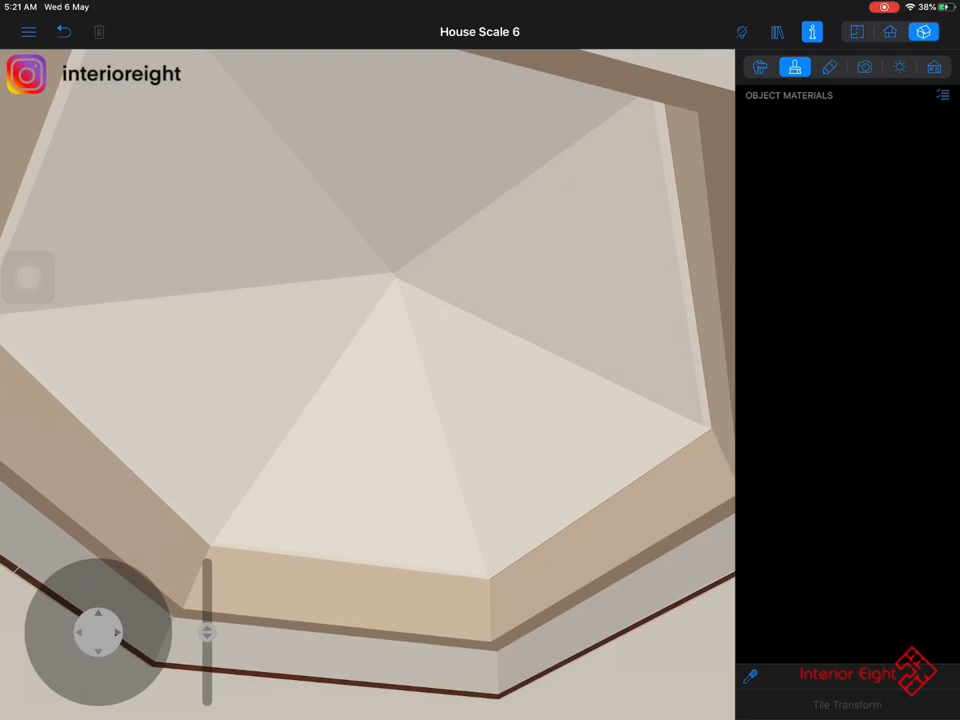 5:21 AM Wed 6 May
38%
House Scale 6
interioreight
OBJECT MATERIALS
Interior Eight
Tile Transform